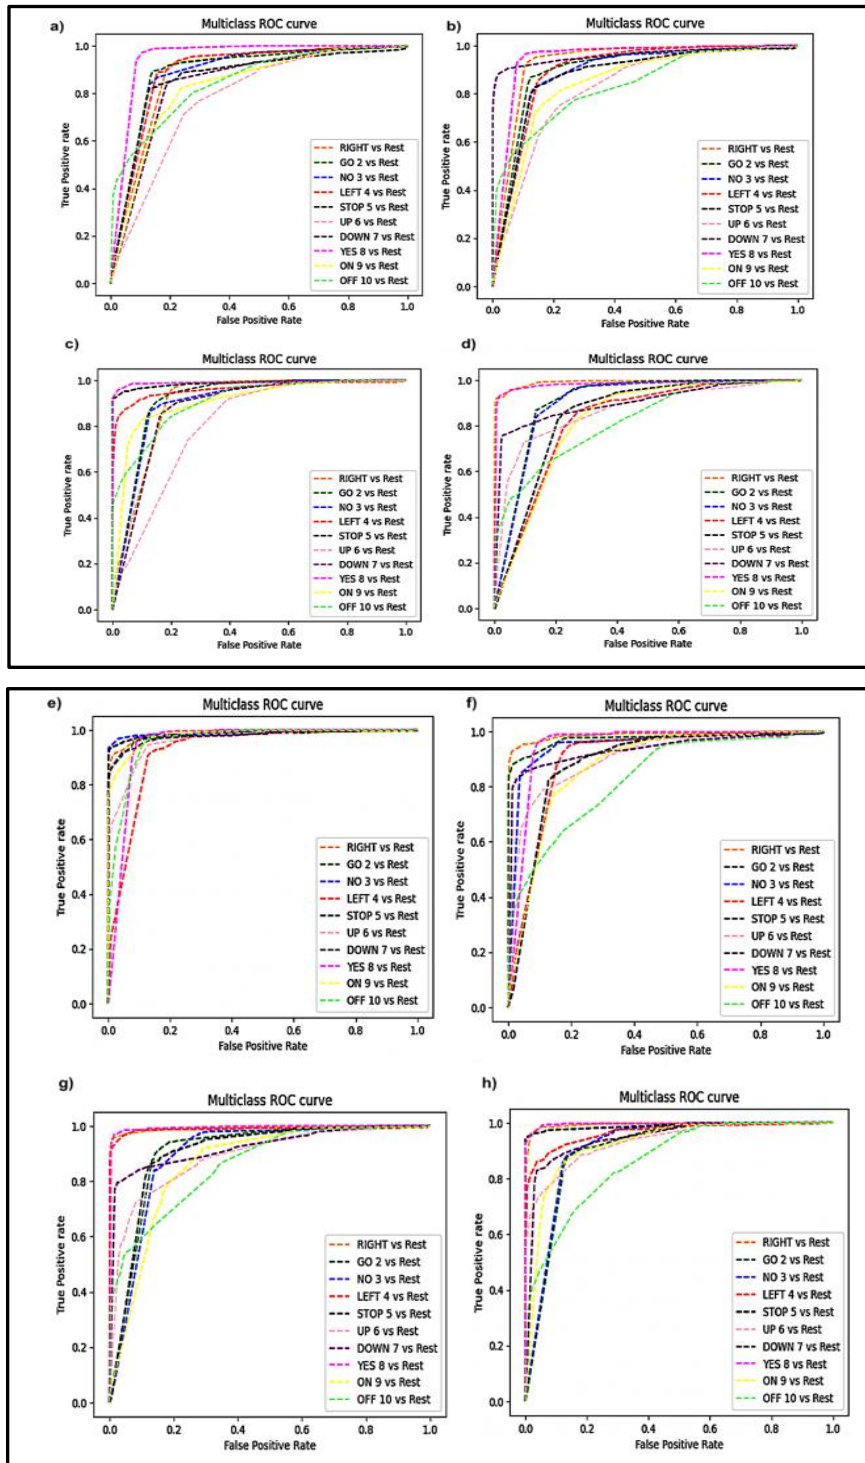 a)
Multiclass ROC curve
True Positive rate
1.0
0.8
0.6
0.4
0.2
0.0
RIGHT vs Rest
GO 2 vs Rest
NO 3 vs Rest
LEFT 4 vs Rest
STOP 5 vs Rest
UP 6 vs Rest
DOWN 7 vs Rest
YES 8 vs Rest
ON 9 vs Rest
OFF 10 vs Rest
0.0 0.2 0.4 0.6 0.8 1.0
False Positive Rate
b)
Multiclass ROC curve
True Positive rate
1.0
0.8
0.6
0.4
0.2
0.0
RIGHT vs Rest
GO 2 vs Rest
NO 3 vs Rest
LEFT 4 vs Rest
STOP 5 vs Rest
UP 6 vs Rest
DOWN 7 vs Rest
YES 8 vs Rest
ON 9 vs Rest
OFF 10 vs Rest
0.0 0.2 0.4 0.6 0.8 1.0
False Positive Rate
c)
Multiclass ROC curve
True Positive rate
1.0
0.8
0.6
0.4
0.2
0.0
RIGHT vs Rest
GO 2 vs Rest
NO 3 vs Rest
LEFT 4 vs Rest
STOP 5 vs Rest
UP 6 vs Rest
DOWN 7 vs Rest
YES 8 vs Rest
ON 9 vs Rest
OFF 10 vs Rest
0.0 0.2 0.4 0.6 0.8 1.0
False Positive Rate
d)
Multiclass ROC curve
True Positive rate
1.0
0.8
0.6
0.4
0.2
0.0
RIGHT vs Rest
GO 2 vs Rest
NO 3 vs Rest
LEFT 4 vs Rest
STOP 5 vs Rest
UP 6 vs Rest
DOWN 7 vs Rest
YES 8 vs Rest
ON 9 vs Rest
OFF 10 vs Rest
0.0 0.2 0.4 0.6 0.8 1.0
False Positive Rate
e)
Multiclass ROC curve
True Positive rate
1.0
0.8
0.6
0.4
0.2
0.0
RIGHT vs Rest
GO 2 vs Rest
NO 3 vs Rest
LEFT 4 vs Rest
STOP 5 vs Rest
UP 6 vs Rest
DOWN 7 vs Rest
YES 8 vs Rest
ON 9 vs Rest
OFF 10 vs Rest
0.0 0.2 0.4 0.6 0.8 1.0
False Positive Rate
f)
Multiclass ROC curve
True Positive rate
1.0
0.8
0.6
0.4
0.2
0.0
RIGHT vs Rest
GO 2 vs Rest
NO 3 vs Rest
LEFT 4 vs Rest
STOP 5 vs Rest
UP 6 vs Rest
DOWN 7 vs Rest
YES 8 vs Rest
ON 9 vs Rest
OFF 10 vs Rest
0.0 0.2 0.4 0.6 0.8 1.0
False Positive Rate
g)
Multiclass ROC curve
True Positive rate
1.0
0.8
0.6
0.4
0.2
0.0
RIGHT vs Rest
GO 2 vs Rest
NO 3 vs Rest
LEFT 4 vs Rest
STOP 5 vs Rest
UP 6 vs Rest
DOWN 7 vs Rest
YES 8 vs Rest
ON 9 vs Rest
OFF 10 vs Rest
0.0 0.2 0.4 0.6 0.8 1.0
False Positive Rate
h)
Multiclass ROC curve
True Positive rate
1.0
0.8
0.6
0.4
0.2
0.0
RIGHT vs Rest
GO 2 vs Rest
NO 3 vs Rest
LEFT 4 vs Rest
STOP 5 vs Rest
UP 6 vs Rest
DOWN 7 vs Rest
YES 8 vs Rest
ON 9 vs Rest
OFF 10 vs Rest
0.0 0.2 0.4 0.6 0.8 1.0
False Positive Rate